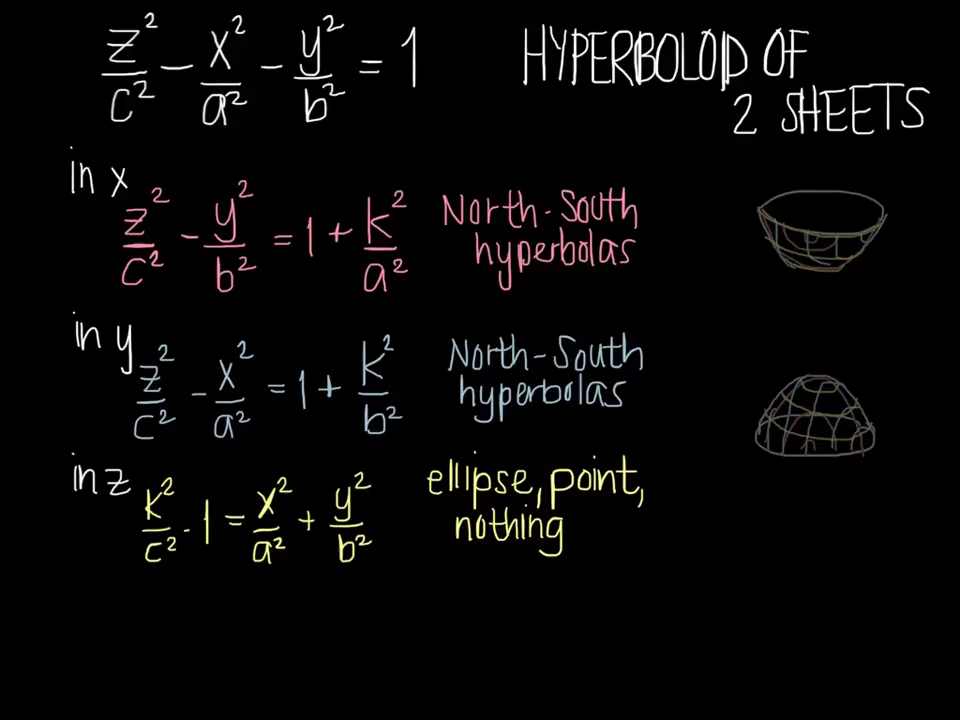 z²/c² − x²/a² − y²/b² = 1
HYPERBOLOID OF
2 SHEETS
in x
z²/c² − y²/b² = 1 + k²/a²
North-South
hyperbolas
in y
z²/c² − x²/a² = 1 + k²/b²
North-South
hyperbolas
in z
k²/c² - 1 = x²/a² + y²/b²
ellipse, point,
nothing